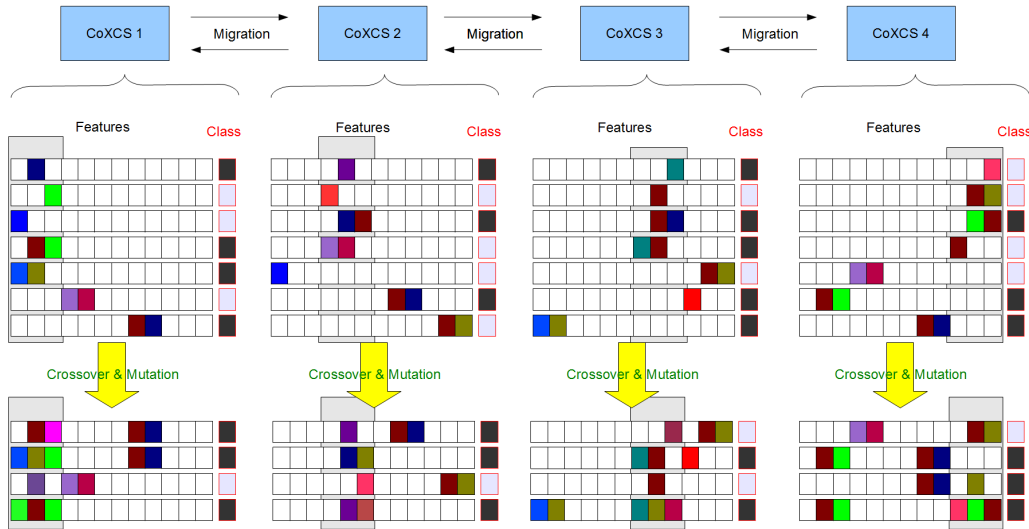 CoXCS 1
Migration
CoXCS 2
Migration
CoXCS 3
Migration
CoXCS 4
Features
Class
Features
Class
Features
Class
Features
Class
Crossover & Mutation
Crossover & Mutation
Crossover & Mutation
Crossover & Mutation